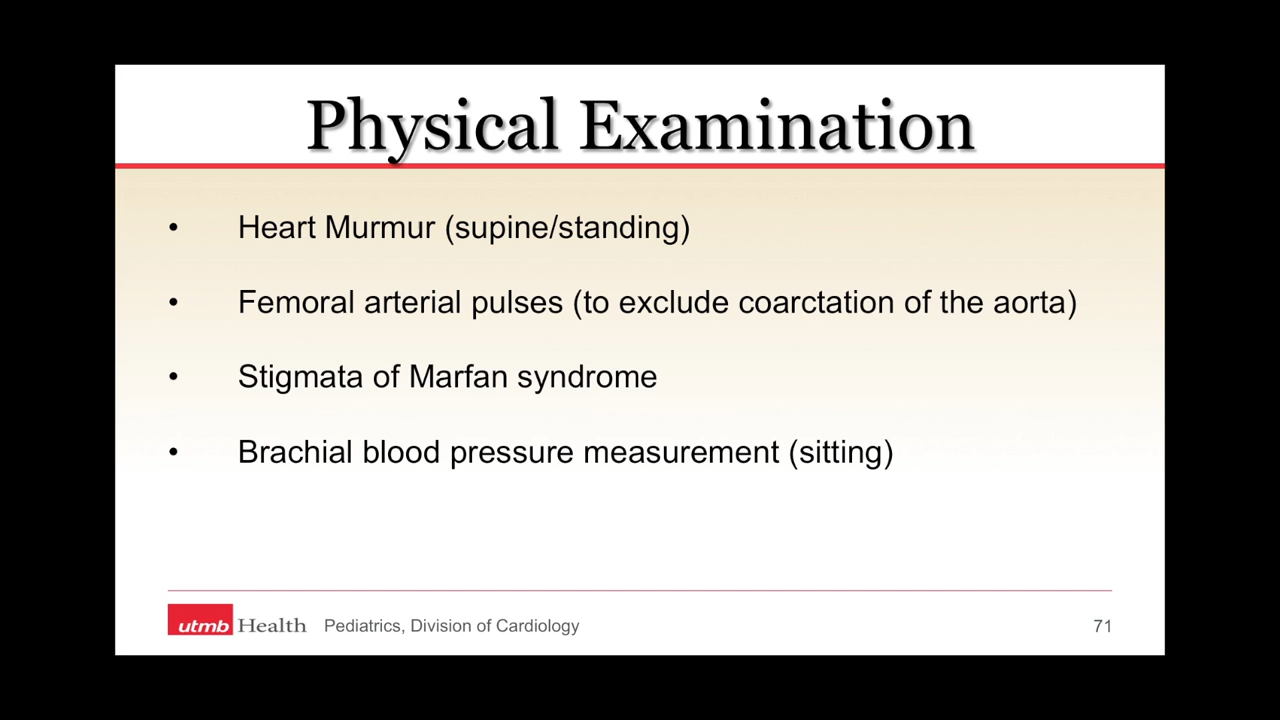 Physical Examination
• Heart Murmur (supine/standing)
• Femoral arterial pulses (to exclude coarctation of the aorta)
• Stigmata of Marfan syndrome
• Brachial blood pressure measurement (sitting)
utmb Health Pediatrics, Division of Cardiology 71